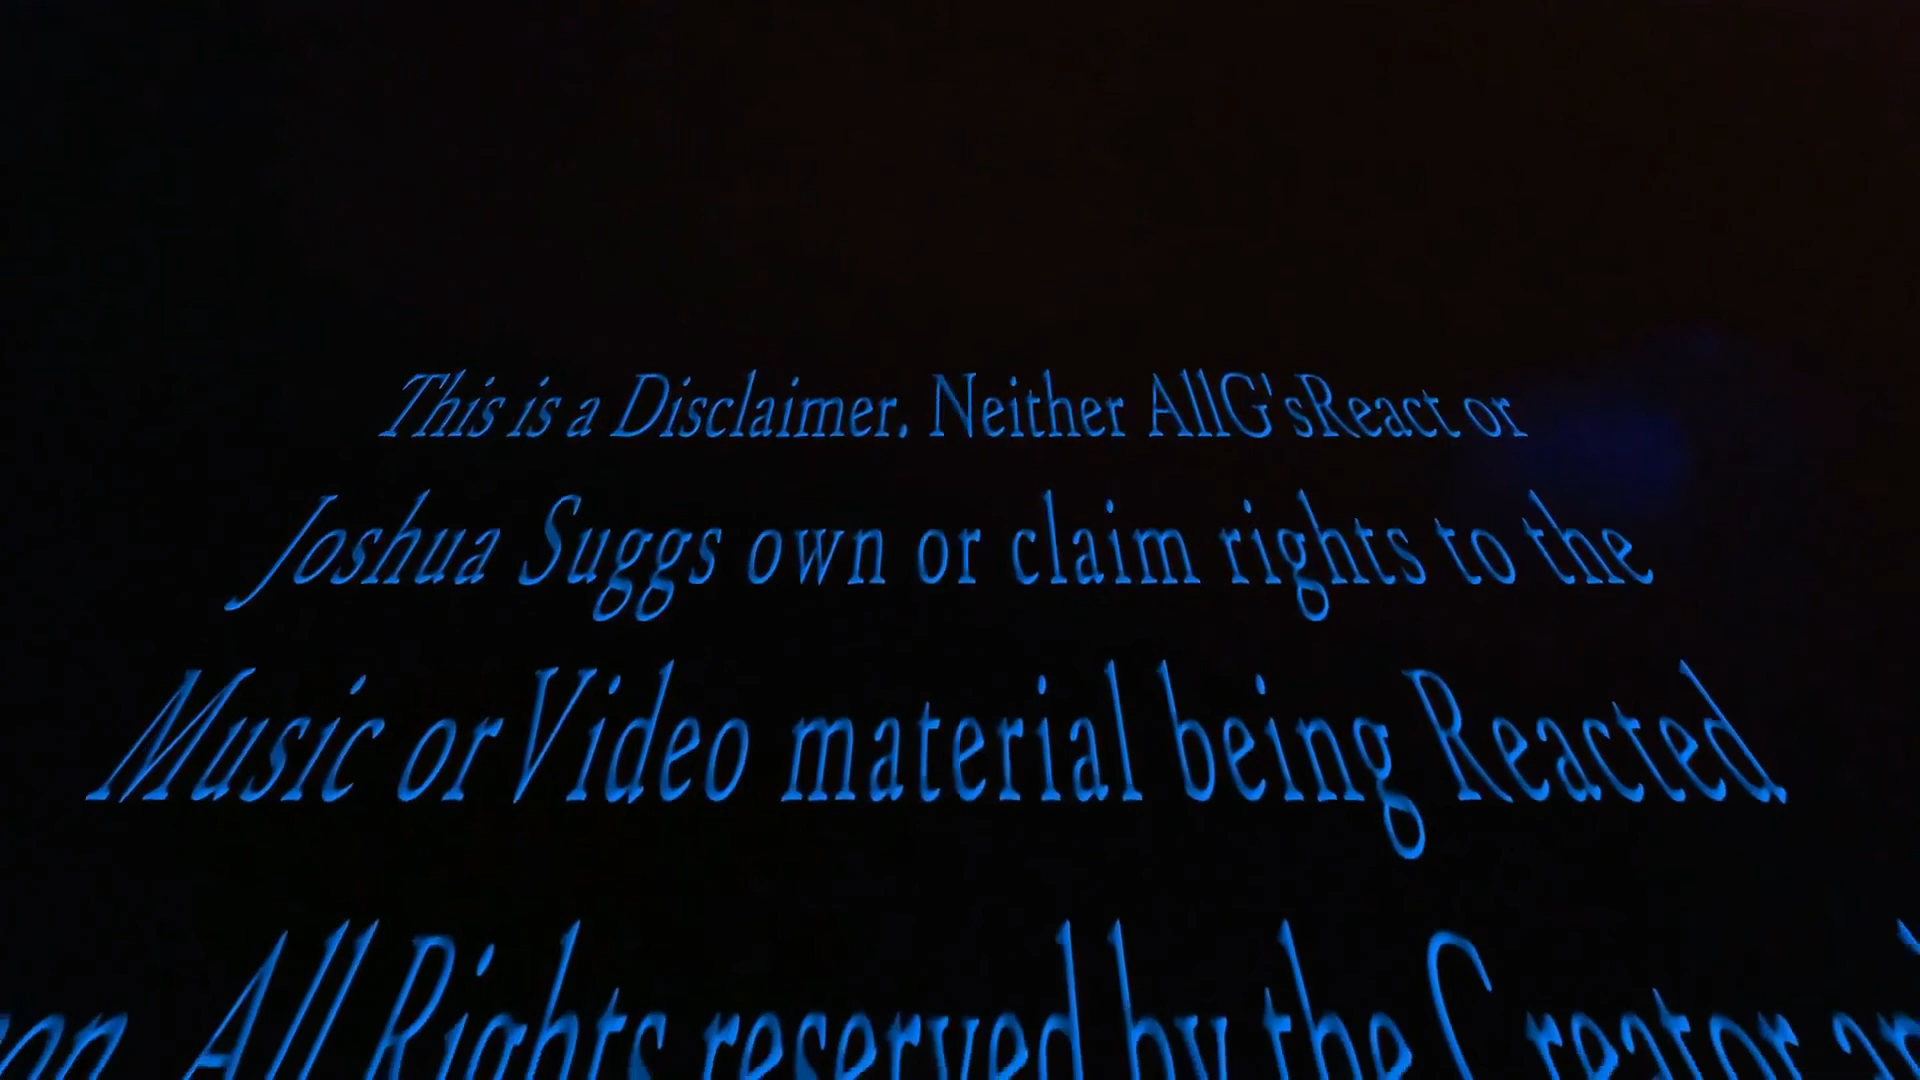 This is a Disclaimer. Neither AllG'sReact or
Joshua Suggs own or claim rights to the
Music or Video material being Reacted
on. All Rights reserved by the Creator